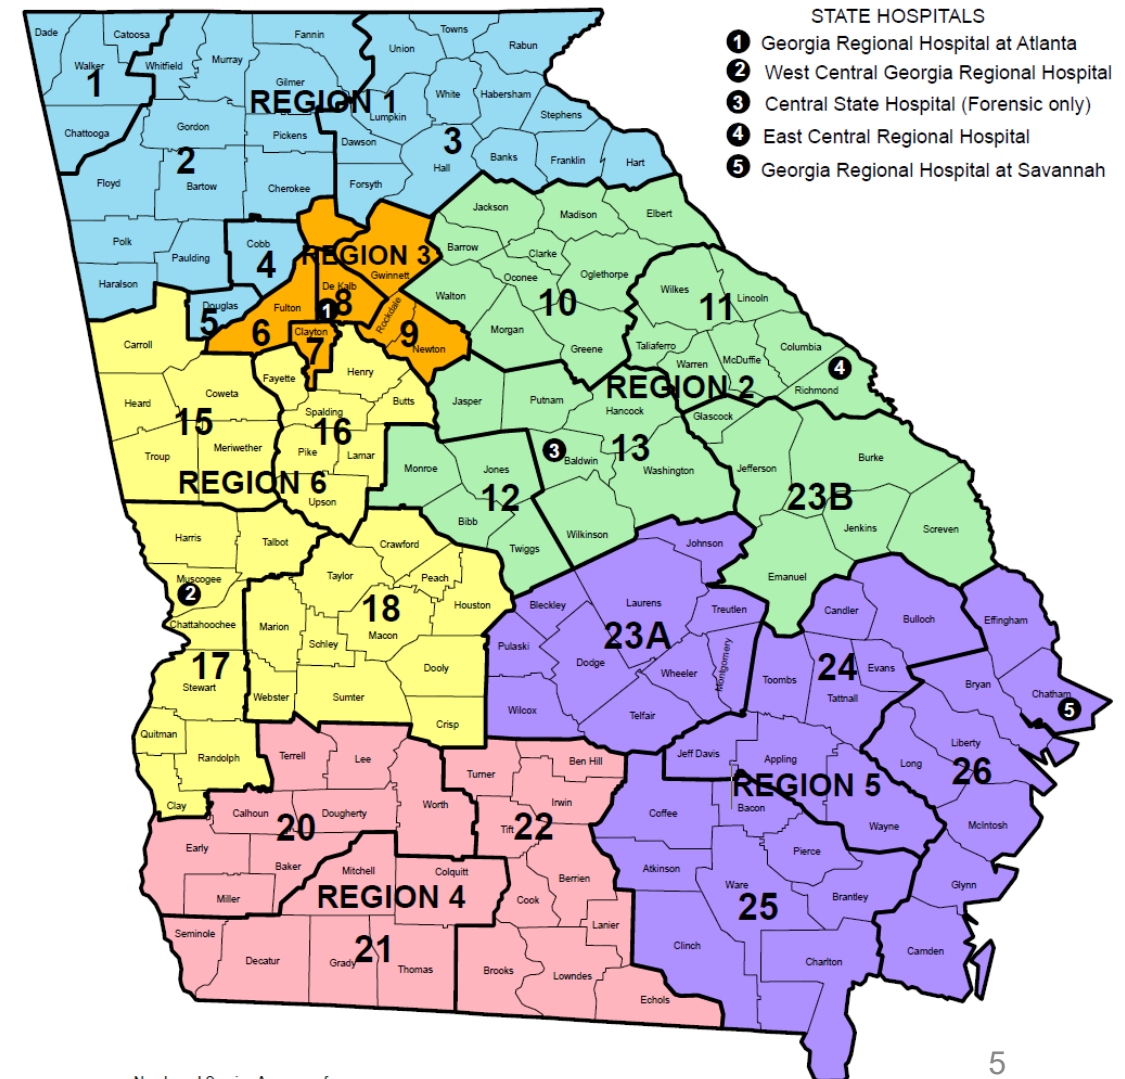 STATE HOSPITALS
1 Georgia Regional Hospital at Atlanta
2 West Central Georgia Regional Hospital
3 Central State Hospital (Forensic only)
4 East Central Regional Hospital
5 Georgia Regional Hospital at Savannah
Dade
Catoosa
Walker
1
Whitfield
Murray
Fannin
Gilmer
REGION 1
Union
Towns
Rabun
White
Habersham
Lumpkin
Stephens
Chattooga
Gordon
Pickens
Dawson
3
Hall
Banks
Franklin
Hart
2
Floyd
Bartow
Cherokee
Forsyth
Polk
Paulding
Cobb
4
Haralson
Douglas
5
REGION 3
Gwinnett
De Kalb
8
1
Fulton
6
Clayton
7
Rockdale
9
Newton
Jackson
Madison
Elbert
Barrow
Clarke
Oconee
Oglethorpe
Walton
10
Morgan
Greene
Wilkes
Lincoln
11
Taliaferro
Warren
McDuffie
Columbia
4
Richmond
REGION 2
Carroll
Fayette
Henry
Heard
Coweta
15
Spalding
Butts
16
Troup
Meriwether
Pike
Lamar
REGION 6
Upson
Jasper
Putnam
Hancock
Glascock
3
Baldwin
13
Washington
Jefferson
Burke
23B
Monroe
Jones
12
Bibb
Twiggs
Wilkinson
Jenkins
Screven
Emanuel
Harris
Talbot
Crawford
Muscogee
2
Taylor
Peach
Chattahoochee
Marion
18
Macon
Houston
Schley
Dooly
17
Stewart
Webster
Sumter
Crisp
Quitman
Randolph
Clay
Johnson
Bleckley
Laurens
Treutlen
Pulaski
23A
Dodge
Wheeler
Montgomery
Wilcox
Telfair
Candler
Bulloch
Effingham
Toombs
24
Evans
Tattnall
Bryan
Chatham
5
Terrell
Lee
Turner
Ben Hill
Calhoun
Dougherty
Worth
Irwin
20
Tift
22
Early
Baker
Mitchell
Colquitt
Miller
REGION 4
Berrien
Cook
Lanier
Seminole
Decatur
Grady
21
Thomas
Brooks
Lowndes
Echols
Jeff Davis
Appling
Liberty
Long
26
REGION 5
Bacon
Coffee
Wayne
McIntosh
Pierce
Atkinson
Ware
25
Brantley
Glynn
Clinch
Charlton
Camden
5